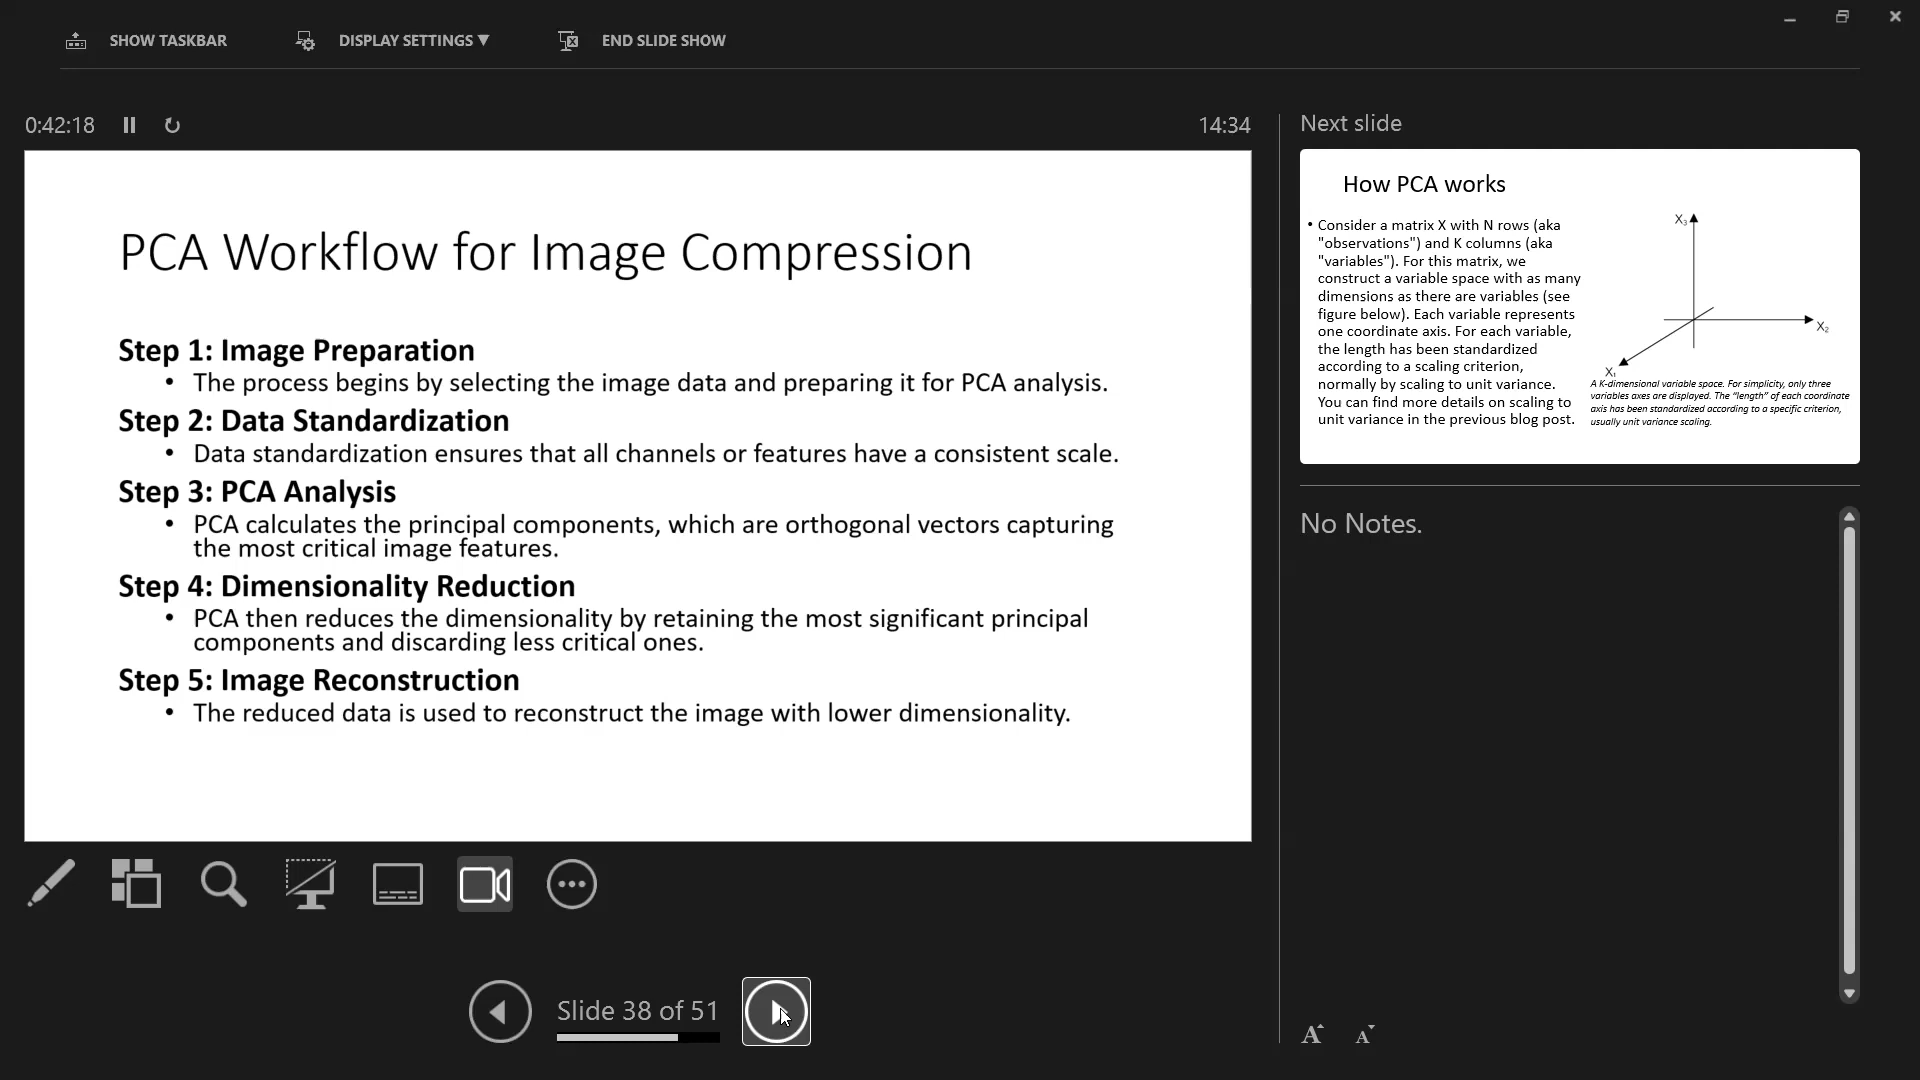 SHOW TASKBAR
DISPLAY SETTINGS ▼
END SLIDE SHOW
0:42:18
14:34
PCA Workflow for Image Compression
Step 1: Image Preparation
• The process begins by selecting the image data and preparing it for PCA analysis.
Step 2: Data Standardization
• Data standardization ensures that all channels or features have a consistent scale.
Step 3: PCA Analysis
• PCA calculates the principal components, which are orthogonal vectors capturing
the most critical image features.
Step 4: Dimensionality Reduction
• PCA then reduces the dimensionality by retaining the most significant principal
components and discarding less critical ones.
Step 5: Image Reconstruction
• The reduced data is used to reconstruct the image with lower dimensionality.
Slide 38 of 51
Next slide
How PCA works
• Consider a matrix X with N rows (aka
"observations") and K columns (aka
"variables"). For this matrix, we
construct a variable space with as many
dimensions as there are variables (see
figure below). Each variable represents
one coordinate axis. For each variable,
the length has been standardized
according to a scaling criterion,
normally by scaling to unit variance.
You can find more details on scaling to
unit variance in the previous blog post.
X₃
X₂
X₁
A K-dimensional variable space. For simplicity, only three
variables axes are displayed. The “length” of each coordinate
axis has been standardized according to a specific criterion,
usually unit variance scaling.
No Notes.
A
A